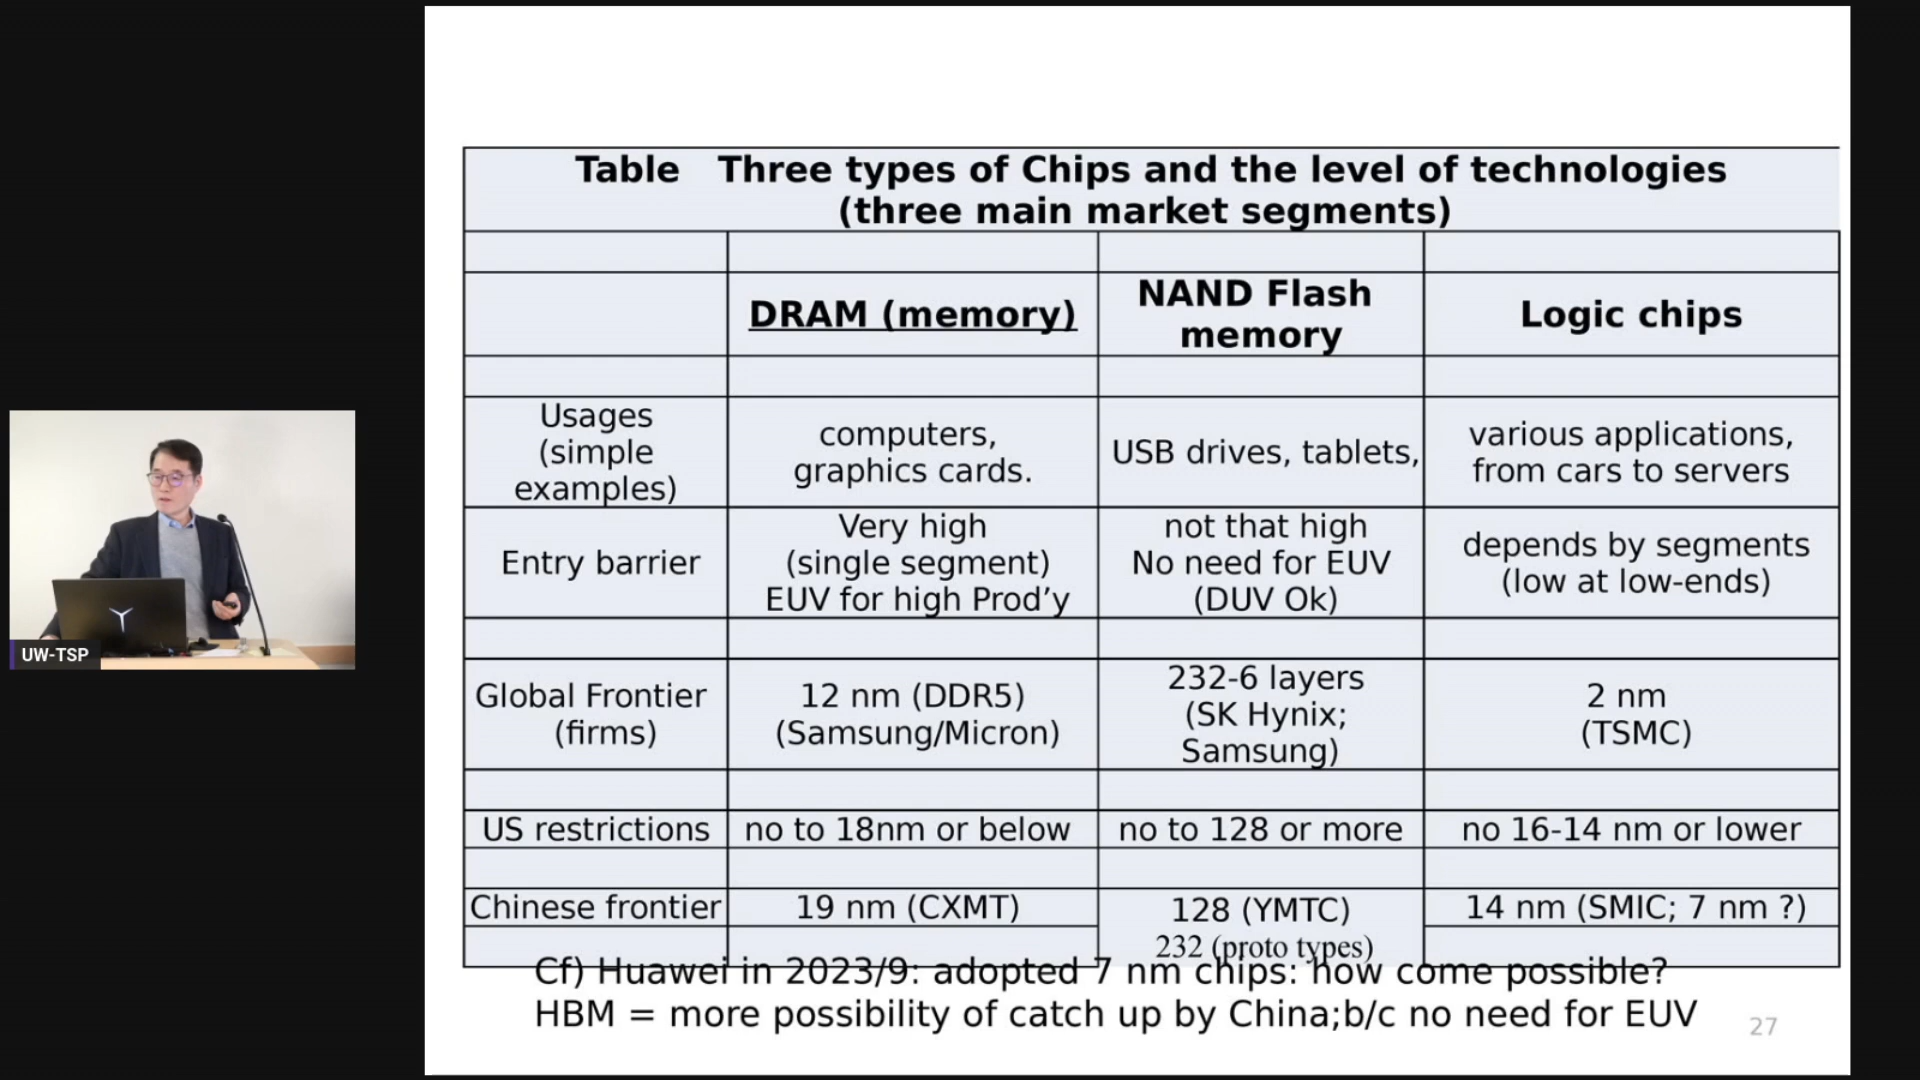 Table Three types of Chips and the level of technologies
(three main market segments)
DRAM (memory)
NAND Flash
memory
Logic chips
Usages
(simple
examples)
computers,
graphics cards.
USB drives, tablets,
various applications,
from cars to servers
Entry barrier
Very high
(single segment)
EUV for high Prod’y
not that high
No need for EUV
(DUV Ok)
depends by segments
(low at low-ends)
Global Frontier
(firms)
12 nm (DDR5)
(Samsung/Micron)
232-6 layers
(SK Hynix;
Samsung)
2 nm
(TSMC)
US restrictions
no to 18nm or below
no to 128 or more
no 16-14 nm or lower
Chinese frontier
19 nm (CXMT)
128 (YMTC)
232 (proto types)
14 nm (SMIC; 7 nm ?)
Cf) Huawei in 2023/9: adopted 7 nm chips: how come possible?
HBM = more possibility of catch up by China;b/c no need for EUV
27
UW-TSP